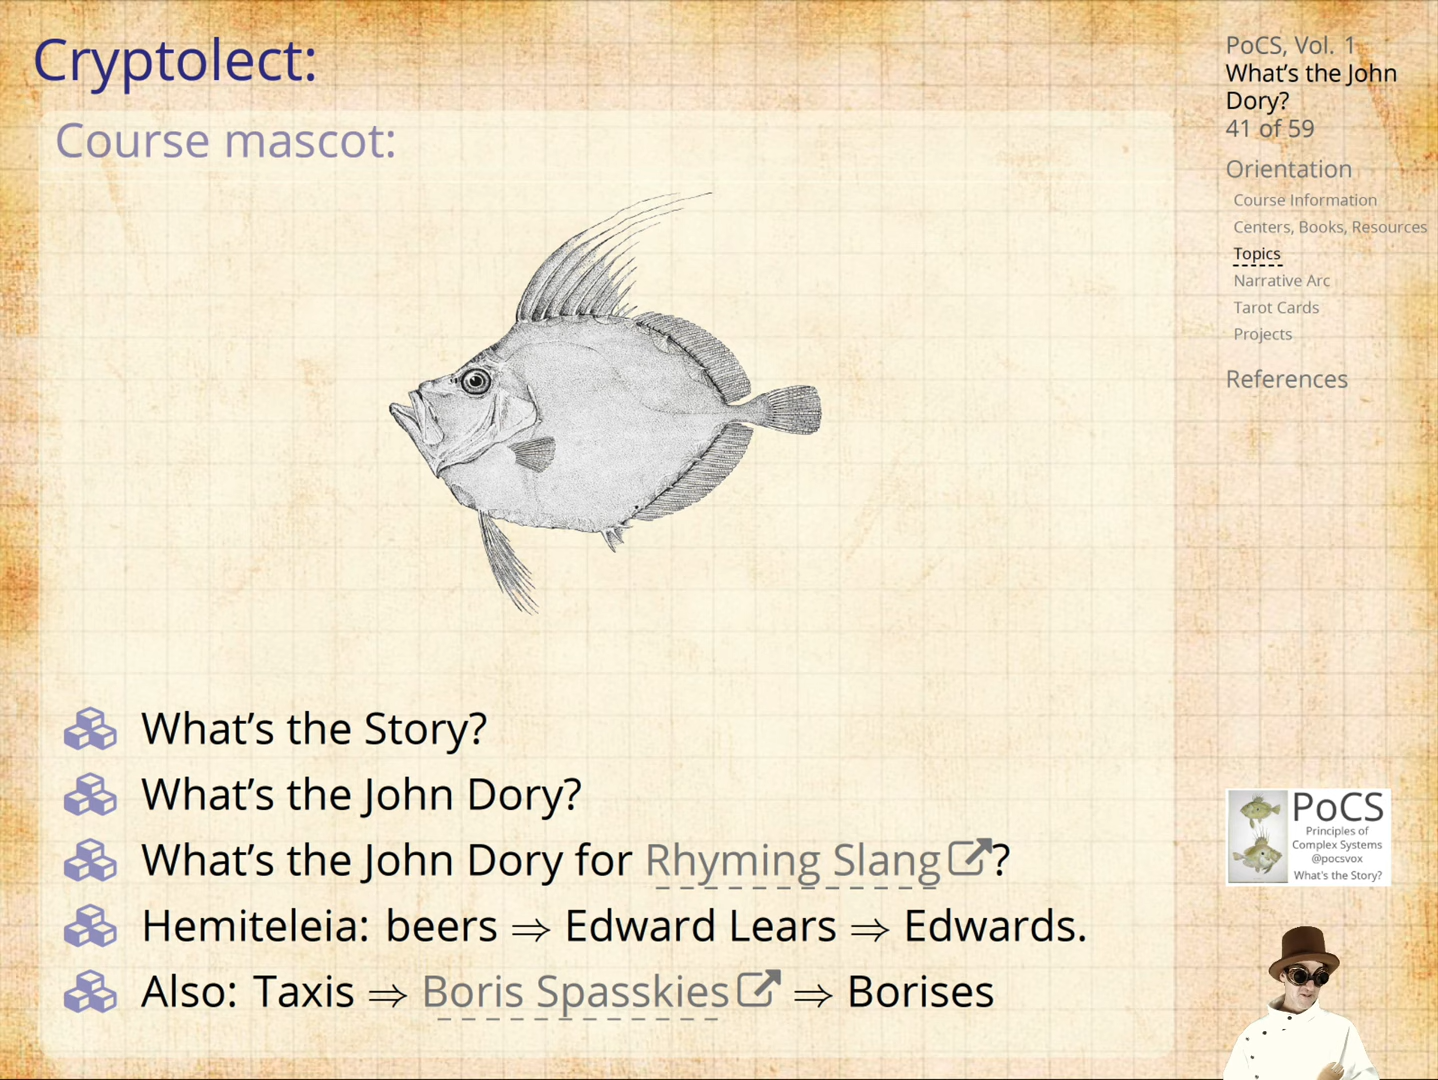 Cryptolect:
Course mascot:
What's the Story?
What's the John Dory?
What's the John Dory for Rhyming Slang?
Hemiteleia: beers ⇒ Edward Lears ⇒ Edwards.
Also: Taxis ⇒ Boris Spasskies ⇒ Borises
PoCS, Vol. 1
What's the John
Dory?
41 of 59
Orientation
Course Information
Centers, Books, Resources
Topics
Narrative Arc
Tarot Cards
Projects
References
PoCS
Principles of
Complex Systems
@pocsvox
What's the Story?